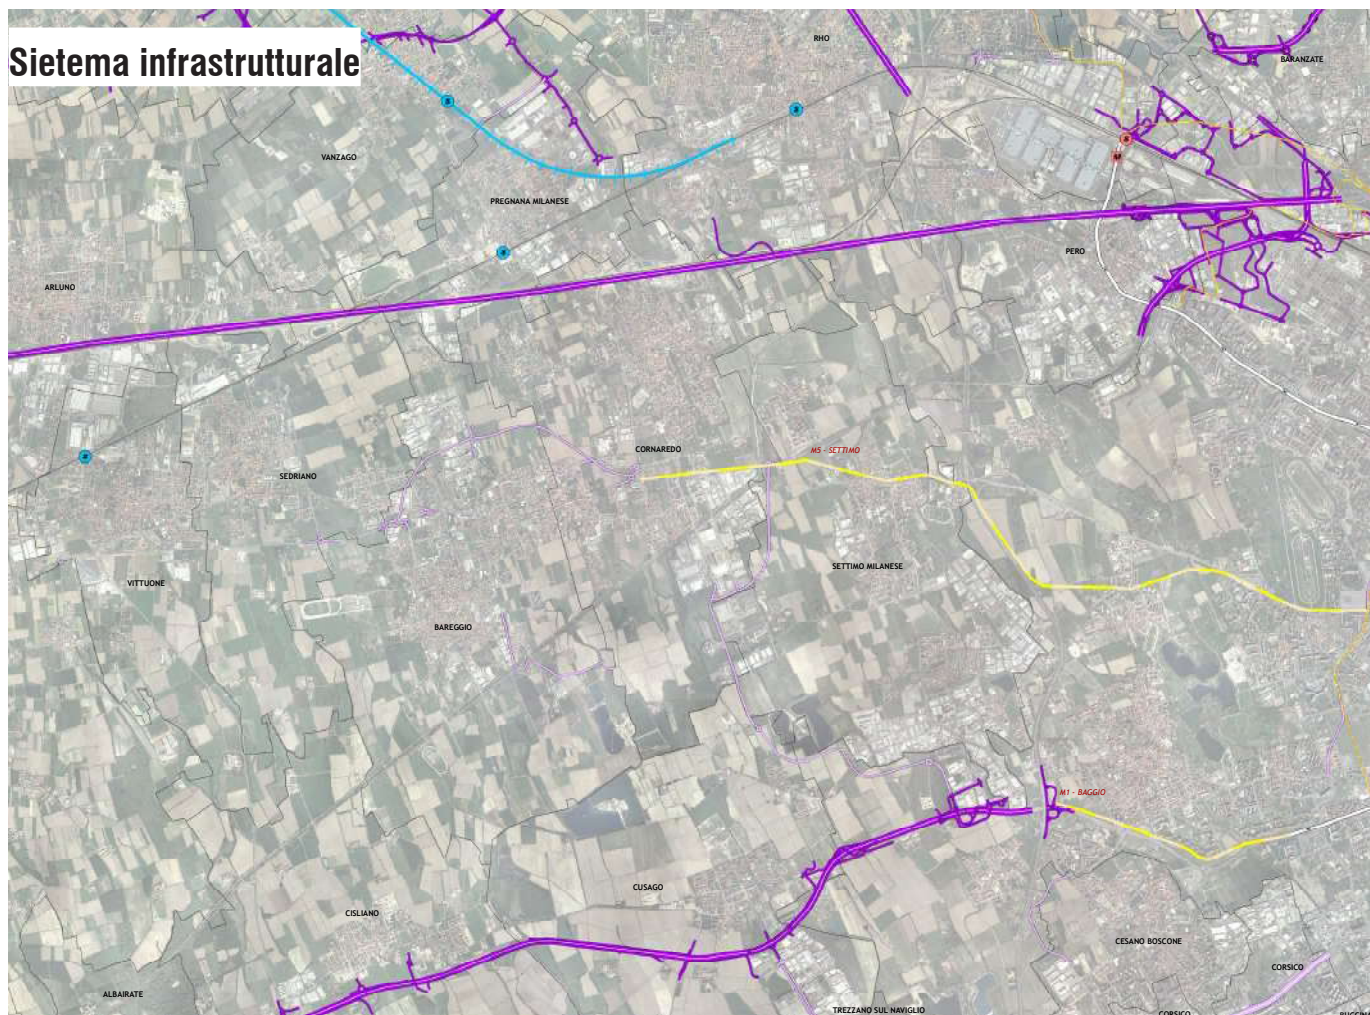 RHO
BARANZATE
Sietema infrastrutturale
S
S
S
M
VANZAGO
PREGNANA MILANESE
S
PERO
ARLUNO
CORNAREDO
M5 - SETTIMO
S
SEDRIANO
SETTIMO MILANESE
VITTUONE
BAREGGIO
M1 - BAGGIO
CUSAGO
CISLIANO
CESANO BOSCONE
CORSICO
ALBAIRATE
TREZZANO SUL NAVIGLIO
CORSICO